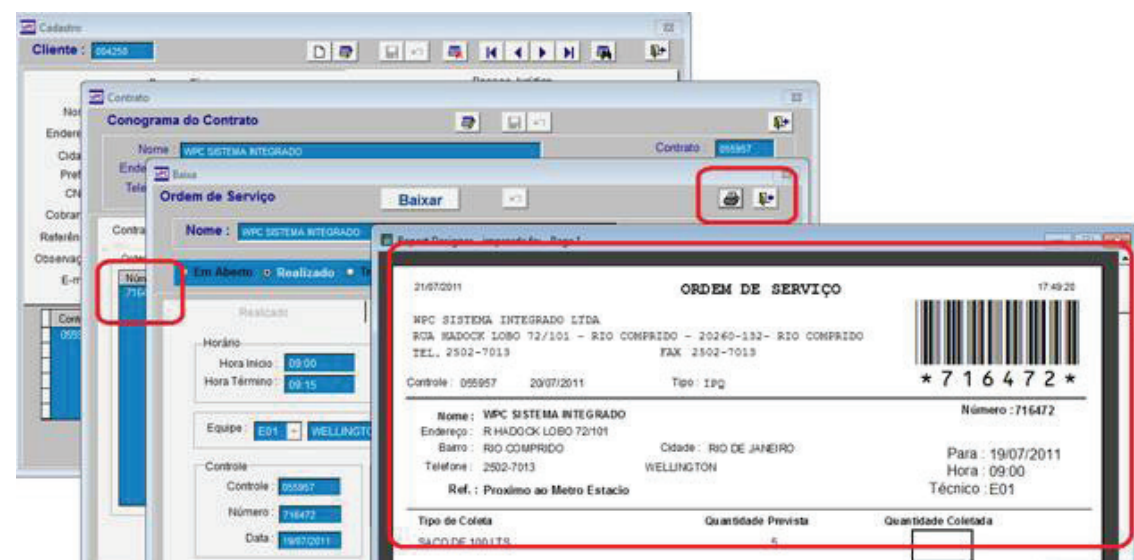 Cadastro
Cliente : 004250
Contrato
Conograma do Contrato
Nome : WPC SISTEMA INTEGRADO
Contrato 055957
Cida
Pref
CN
Cobrar
E-m
Baixa
Ordem de Serviço
Baixar
Nome : WPC SISTEMA INTEGRADO
Em Aberto Realizado
Realizado
Horário
Hora Inicio : 09:00
Hora Término : 09:15
Equipe : E01 WELLINGTO
Controle
Controle : 055957
Número : 716472
Data : 19/07/2011
21/07/2011
ORDEM DE SERVIÇO
17:49:20
WPC SISTEMA INTEGRADO LTDA
RUA HADOCK LOBO 72/101 - RIO COMPRIDO - 20260-132- RIO COMPRIDO
TEL. 2502-7013 FAX 2502-7013
*716472*
Controle : 055957 20/07/2011 Tipo : IPQ
Número :716472
Nome : WPC SISTEMA INTEGRADO
Endereço : R HADOCK LOBO 72/101
Bairro : RIO COMPRIDO Cidade : RIO DE JANEIRO
Telefone : 2502-7013 WELLINGTON
Ref. : Proximo ao Metro Estacio
Para : 19/07/2011
Hora : 09:00
Técnico :E01
Tipo de Coleta Quantidade Prevista Quantidade Coletada
SACO DE 100 LTS 5